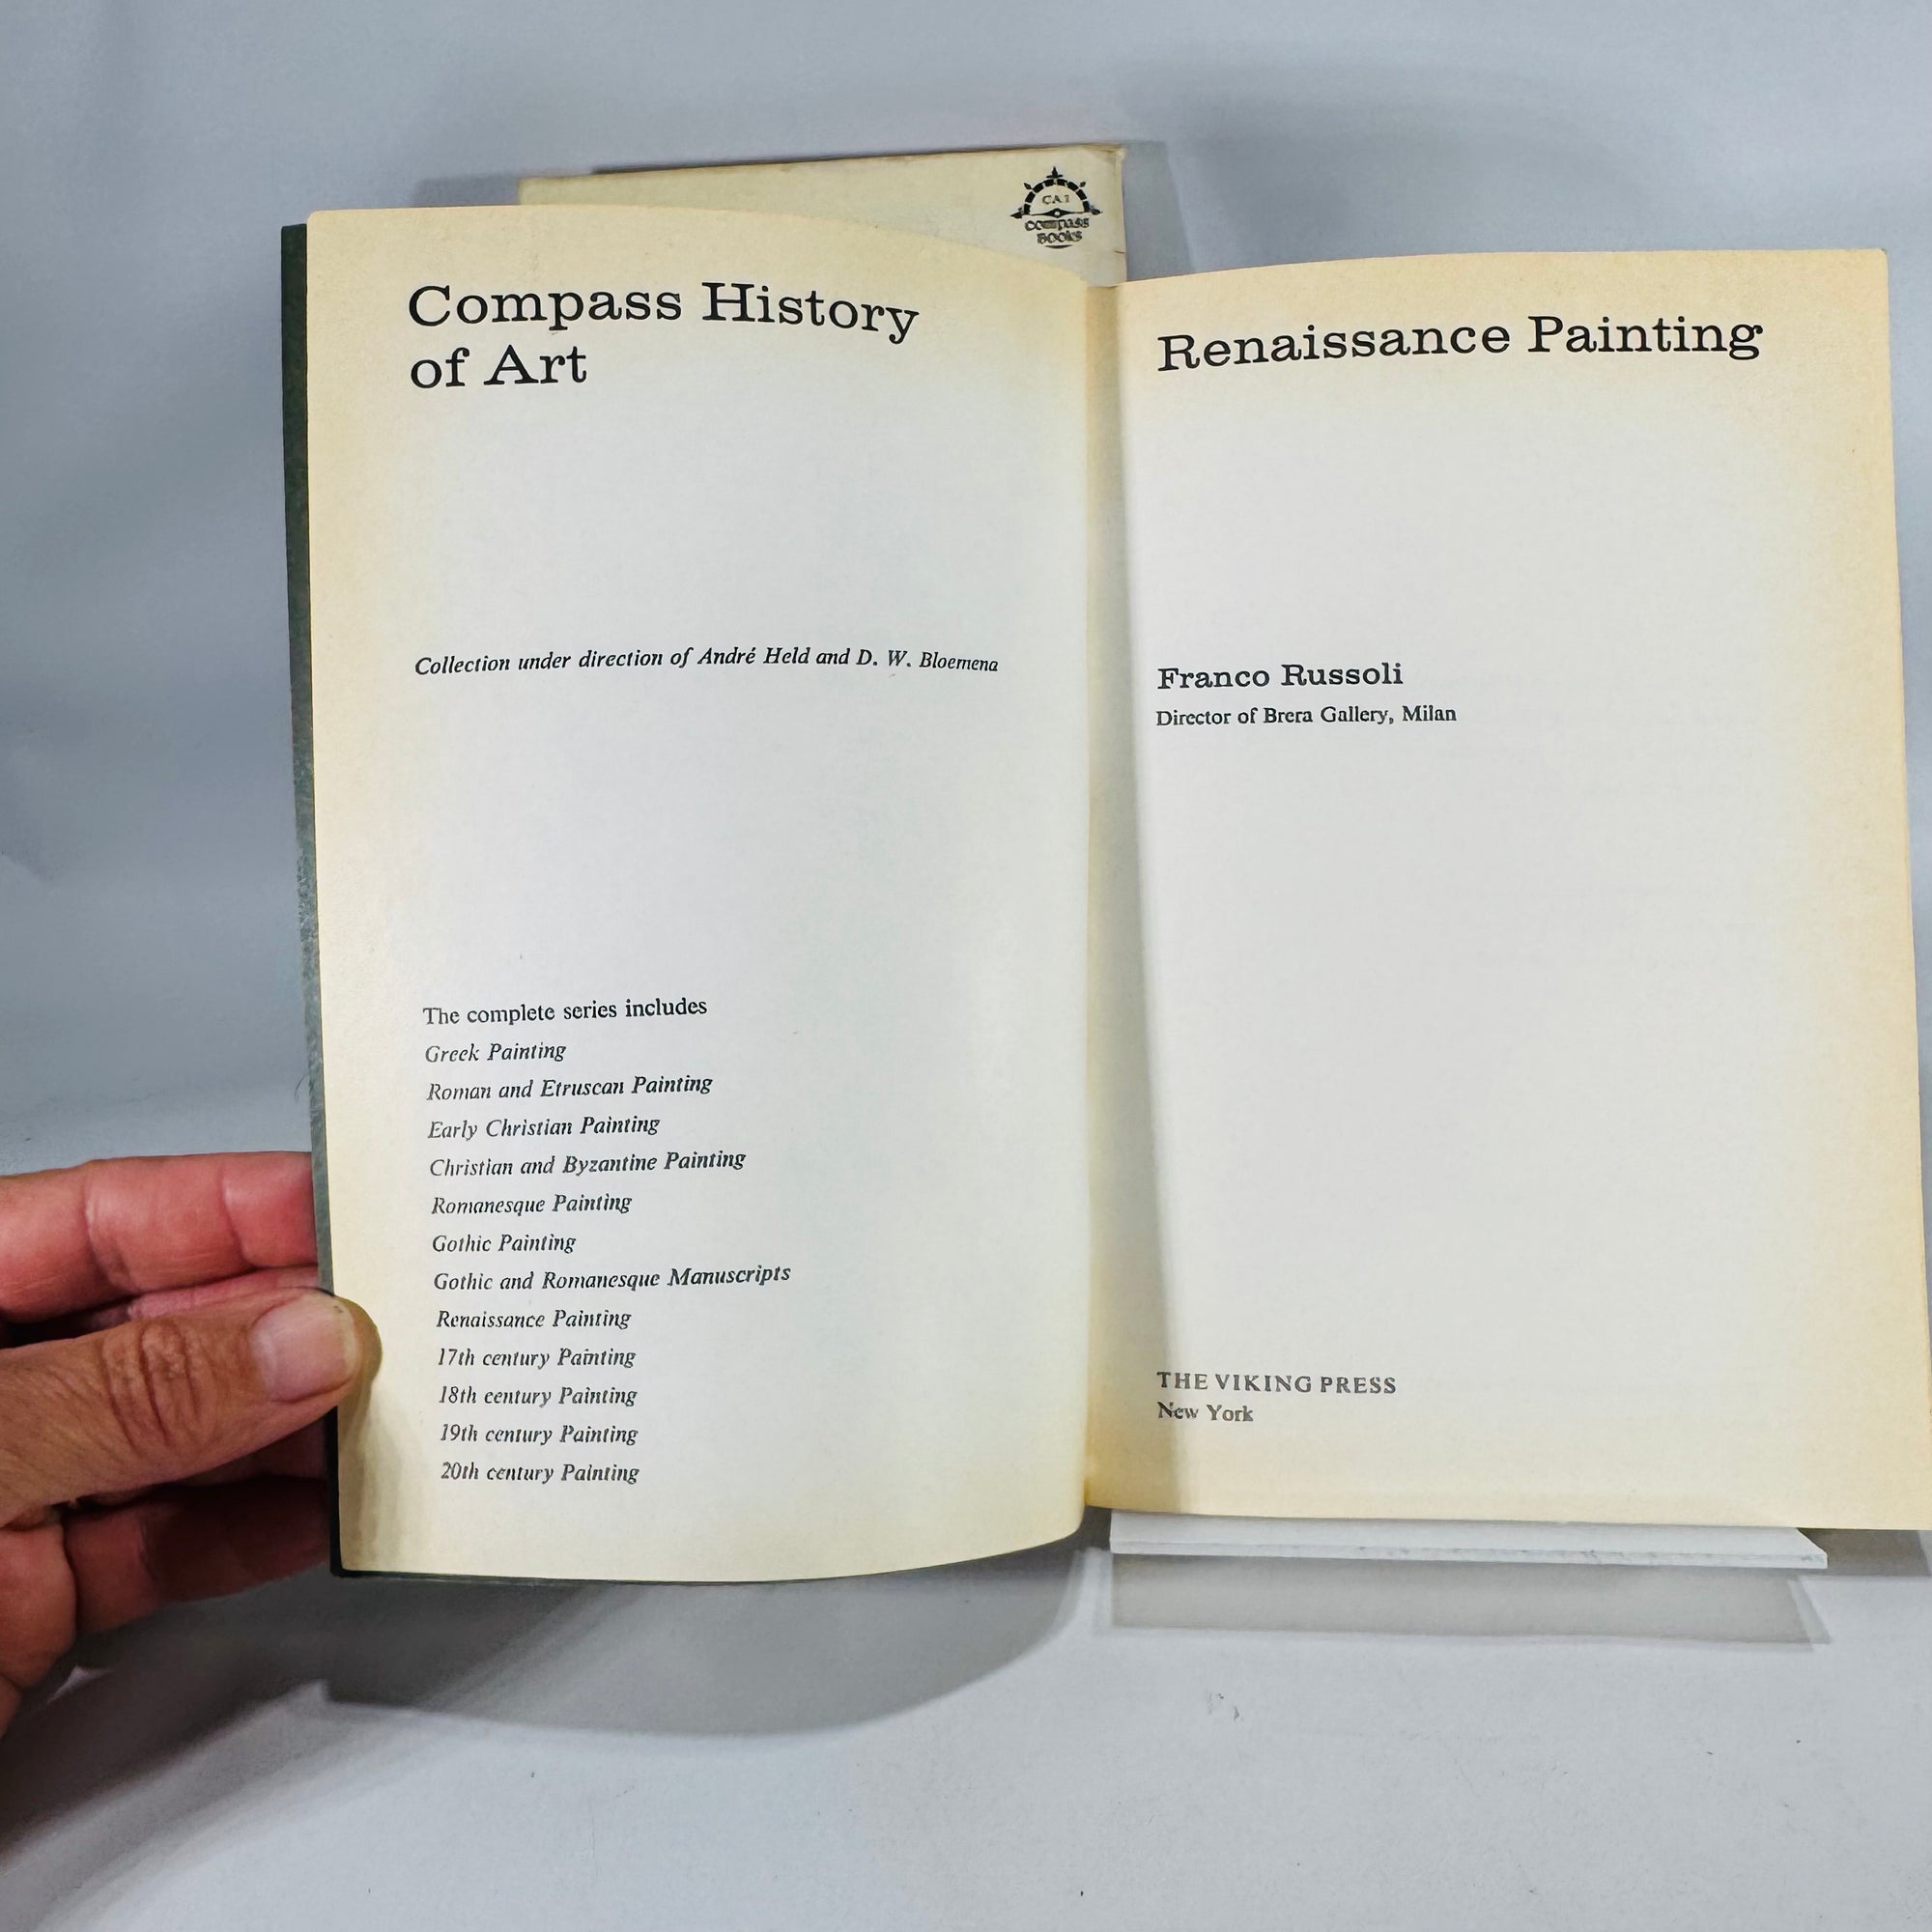 CA1
Compass
Books
Compass History
of Art
Collection under direction of André Held and D. W. Bloemena
The complete series includes
Greek Painting
Roman and Etruscan Painting
Early Christian Painting
Christian and Byzantine Painting
Romanesque Painting
Gothic Painting
Gothic and Romanesque Manuscripts
Renaissance Painting
17th century Painting
18th century Painting
19th century Painting
20th century Painting
Renaissance Painting
Franco Russoli
Director of Brera Gallery, Milan
THE VIKING PRESS
New York